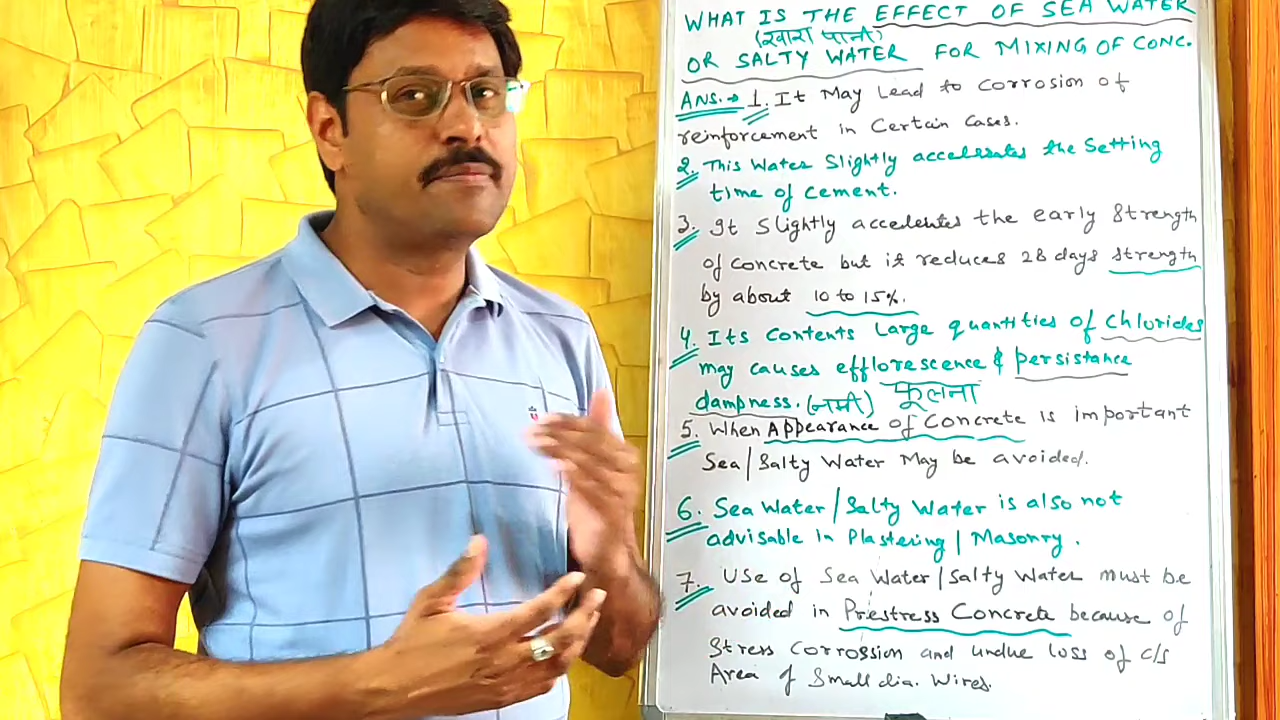 WHAT IS THE EFFECT OF SEA WATER
(खारा पानी)
OR SALTY WATER FOR MIXING OF CONC.
ANS.→ 1. It May Lead to Corrosion of
reinforcement in Certain Cases.
2. This Water Slightly accelerates the Setting
time of cement.
3. It Slightly accelerates the early Strength
of Concrete but it reduces 28 days strength
by about 10 to 15%.
4. Its Contents Large quantities of Chlorides
may causes efflorescence & persistance
dampness. (नमी) फूलना
5. When Appearance of Concrete is important
Sea/Salty Water May be avoided.
6. Sea Water/Salty Water is also not
advisable in Plastering/Masonry.
7. Use of Sea Water/Salty Water must be
avoided in Prestress Concrete because of
Stress Corrossion and undue loss of c/s
Area of Small dia. Wires.